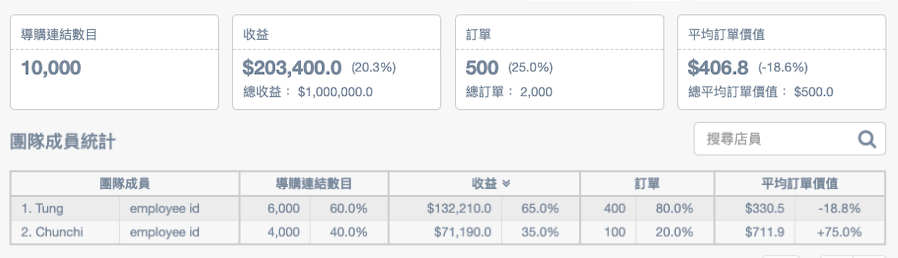 導購連結數目
10,000
收益
$203,400.0 (20.3%)
總收益： $1,000,000.0
訂單
500 (25.0%)
總訂單： 2,000
平均訂單價值
$406.8 (-18.6%)
總平均訂單價值： $500.0
團隊成員統計
搜尋店員
團隊成員 導購連結數目 收益 訂單 平均訂單價值
1. Tung employee id 6,000 60.0% $132,210.0 65.0% 400 80.0% $330.5 -18.8%
2. Chunchi employee id 4,000 40.0% $71,190.0 35.0% 100 20.0% $711.9 +75.0%